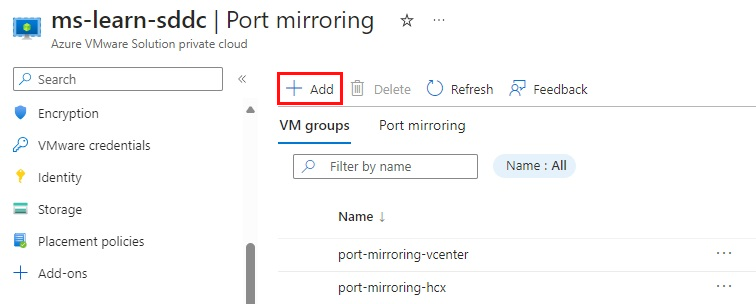 ms-learn-sddc | Port mirroring
Azure VMware Solution private cloud
Search
Encryption
VMware credentials
Identity
Storage
Placement policies
Add-ons
Add Delete Refresh Feedback
VM groups Port mirroring
Filter by name Name : All
Name ↓
port-mirroring-vcenter
port-mirroring-hcx